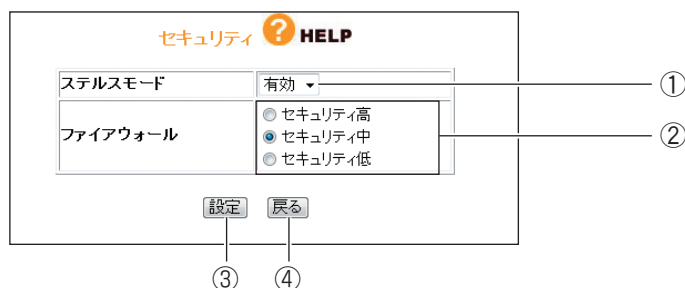 セキュリティ ? HELP
ステルスモード 有効 ①
ファイアウォール
セキュリティ高
セキュリティ中 ②
セキュリティ低
設定 戻る
③ ④